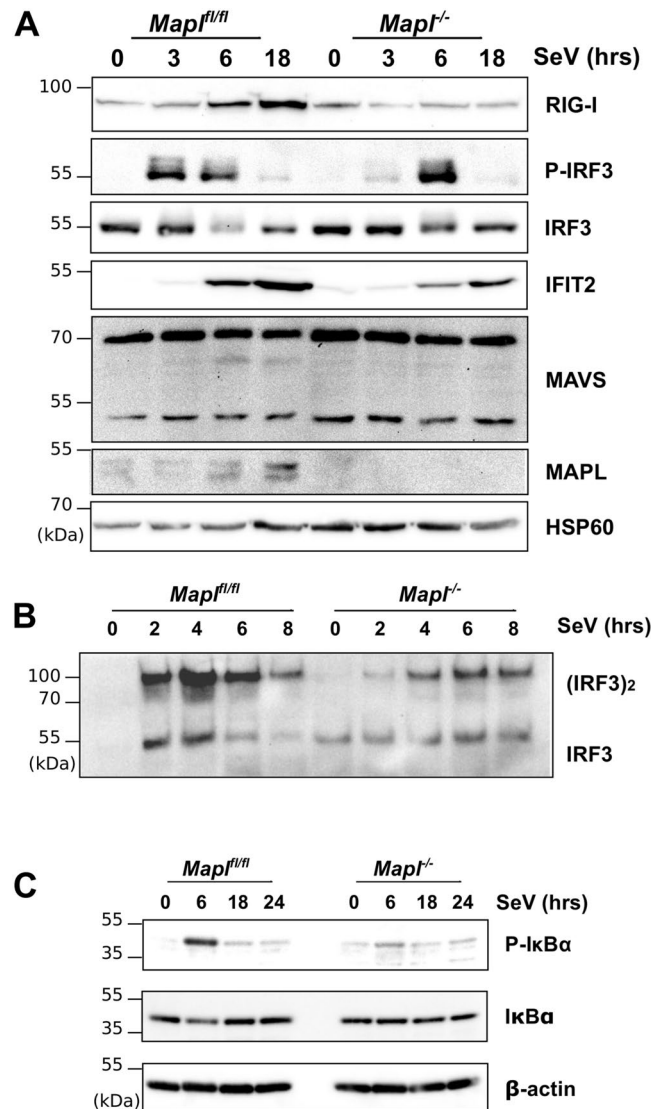 A
Mapl^fl/fl Mapl^-/-
0 3 6 18 0 3 6 18 SeV (hrs)
100 RIG-I
55 P-IRF3
55 IRF3
55 IFIT2
70
MAVS
55
55
MAPL
70
(kDa) HSP60
B
Mapl^fl/fl Mapl^-/-
0 2 4 6 8 0 2 4 6 8 SeV (hrs)
100 (IRF3)₂
70
55 IRF3
(kDa)
C
Mapl^fl/fl Mapl^-/-
0 6 18 24 0 6 18 24 SeV (hrs)
55
P-IκBα
35
55
IκBα
35
55
β-actin
(kDa)